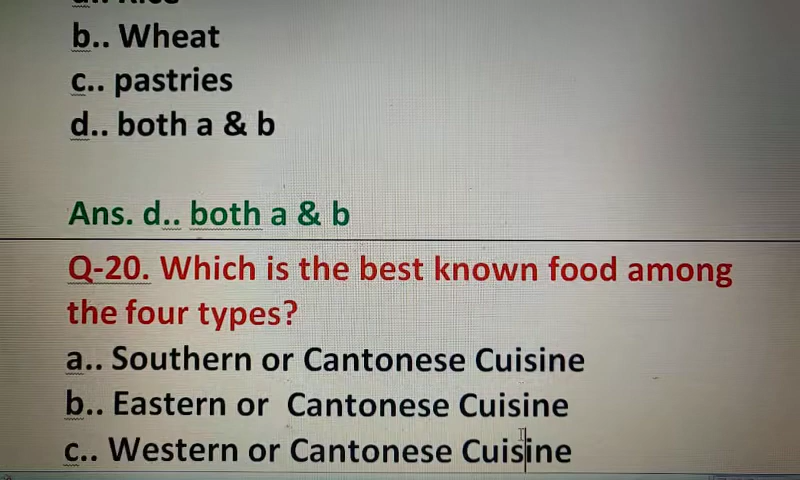 b.. Wheat
c.. pastries
d.. both a & b
Ans. d.. both a & b
Q-20. Which is the best known food among
the four types?
a.. Southern or Cantonese Cuisine
b.. Eastern or  Cantonese Cuisine
c.. Western or Cantonese Cuisine